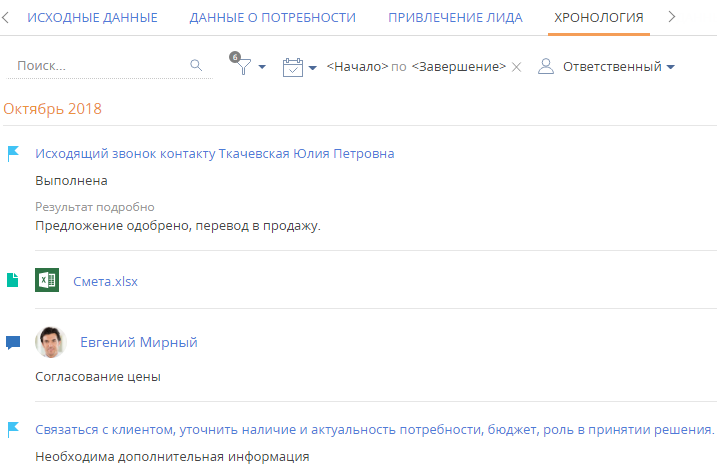 ИСХОДНЫЕ ДАННЫЕ ДАННЫЕ О ПОТРЕБНОСТИ ПРИВЛЕЧЕНИЕ ЛИДА ХРОНОЛОГИЯ
Поиск... 6 <Начало> по <Завершение> Ответственный
Октябрь 2018
Исходящий звонок контакту Ткачевская Юлия Петровна
Выполнена
Результат подробно
Предложение одобрено, перевод в продажу.
Смета.xlsx
Евгений Мирный
Согласование цены
Связаться с клиентом, уточнить наличие и актуальность потребности, бюджет, роль в принятии решения.
Необходима дополнительная информация